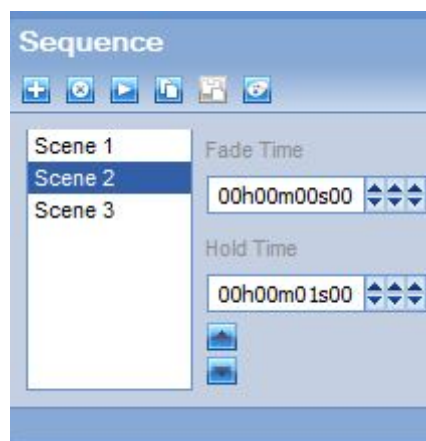 Sequence
Scene 1
Scene 2
Scene 3
Fade Time
00h00m00s00
Hold Time
00h00m01s00